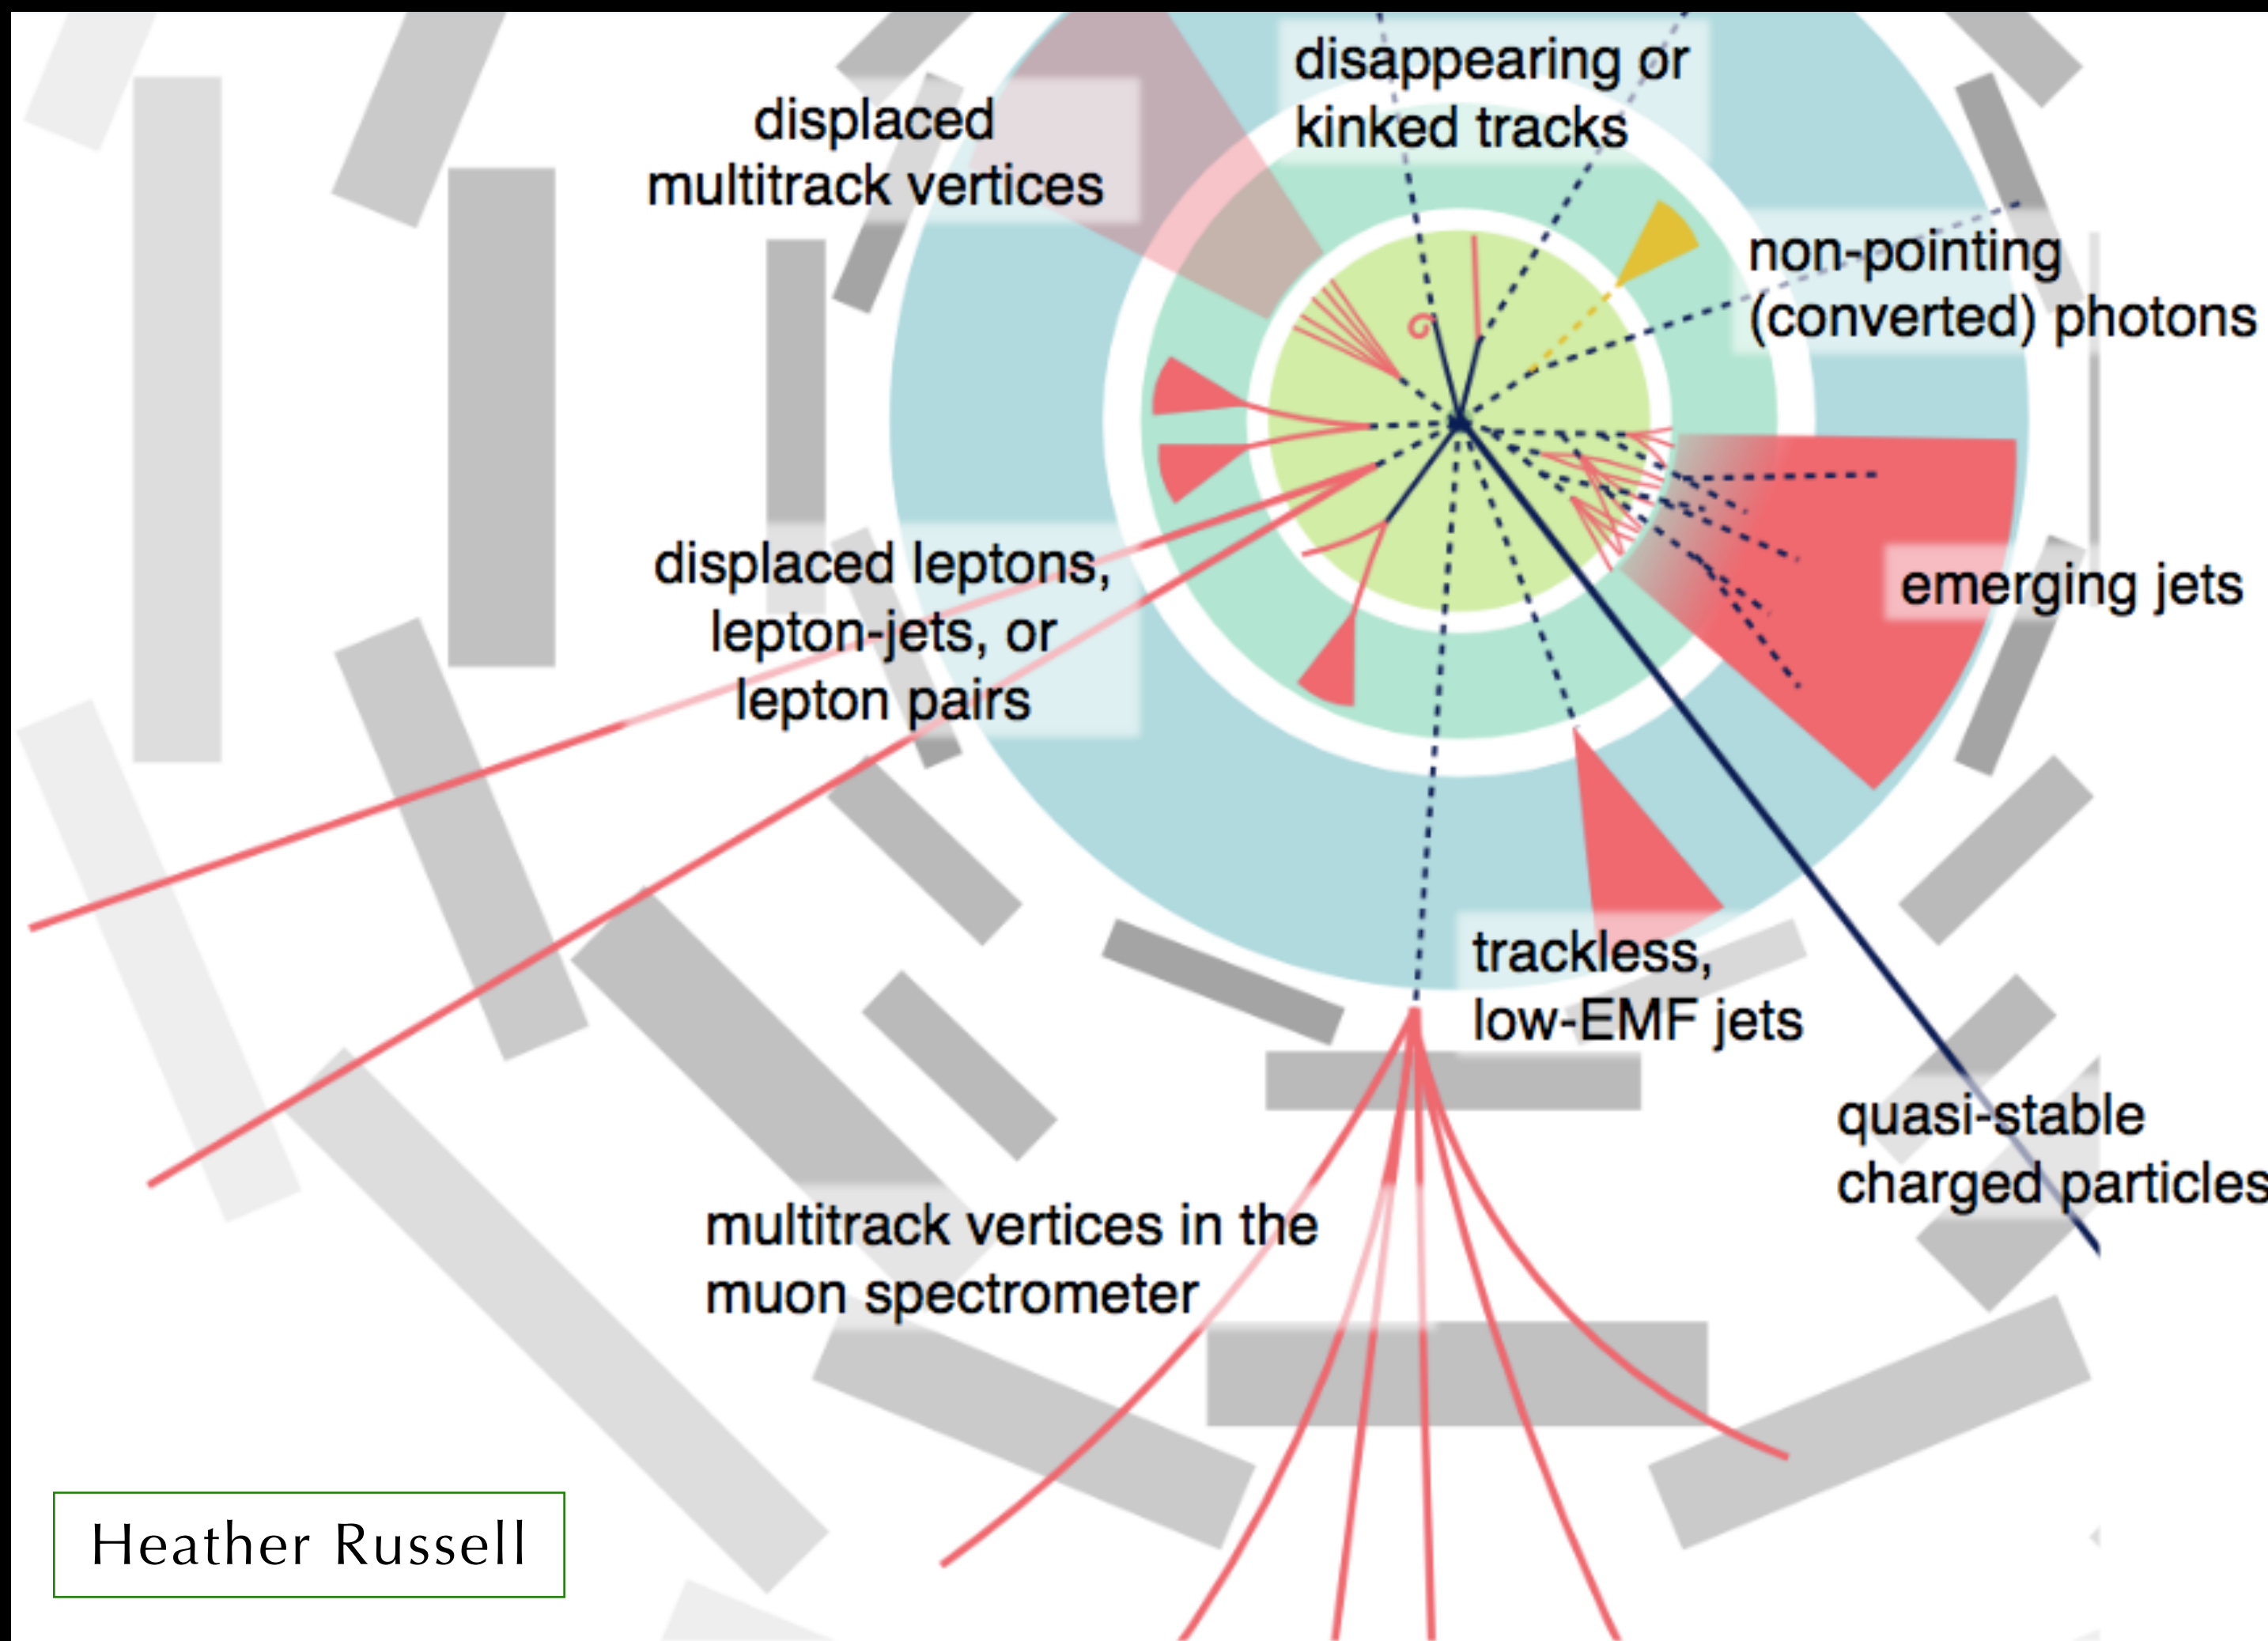 disappearing or
kinked tracks
displaced
multitrack vertices
non-pointing
(converted) photons
displaced leptons,
lepton-jets, or
lepton pairs
emerging jets
trackless,
low-EMF jets
quasi-stable
charged particles
multitrack vertices in the
muon spectrometer
Heather Russell